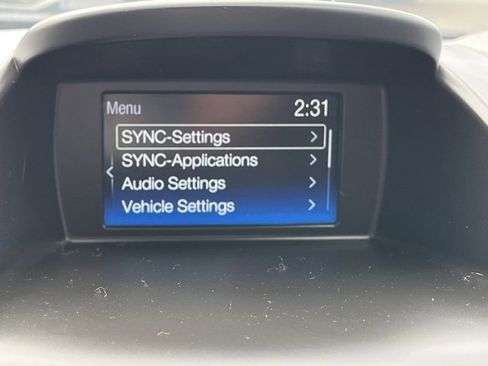 Menu 2:31
SYNC-Settings
SYNC-Applications
Audio Settings
Vehicle Settings